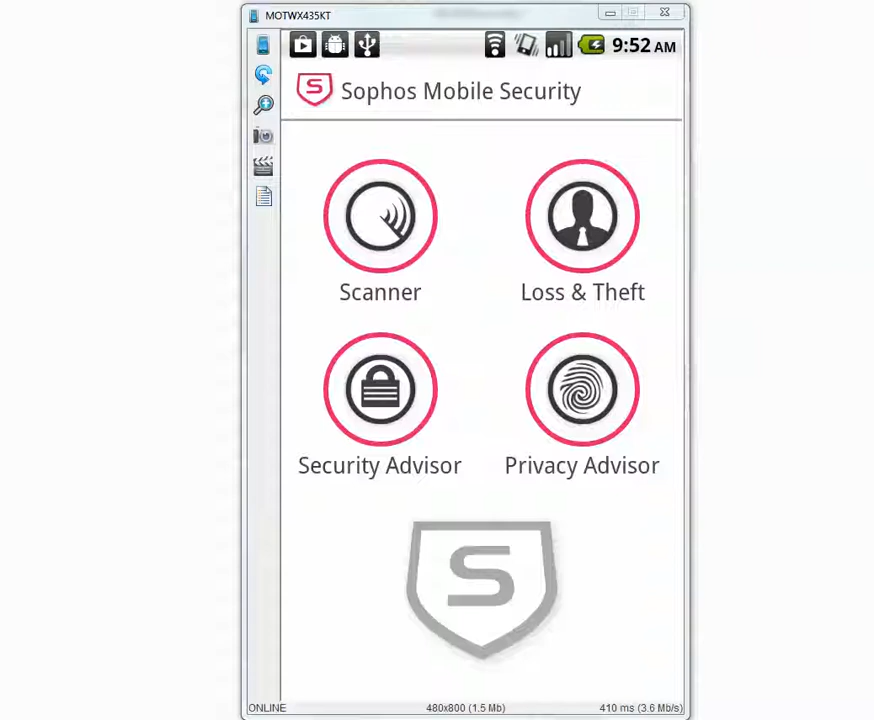 MOTWX435KT
9:52 AM
S Sophos Mobile Security
Scanner
Loss & Theft
Security Advisor
Privacy Advisor
S
ONLINE
480x800 (1.5 Mb)
410 ms (3.6 Mb/s)